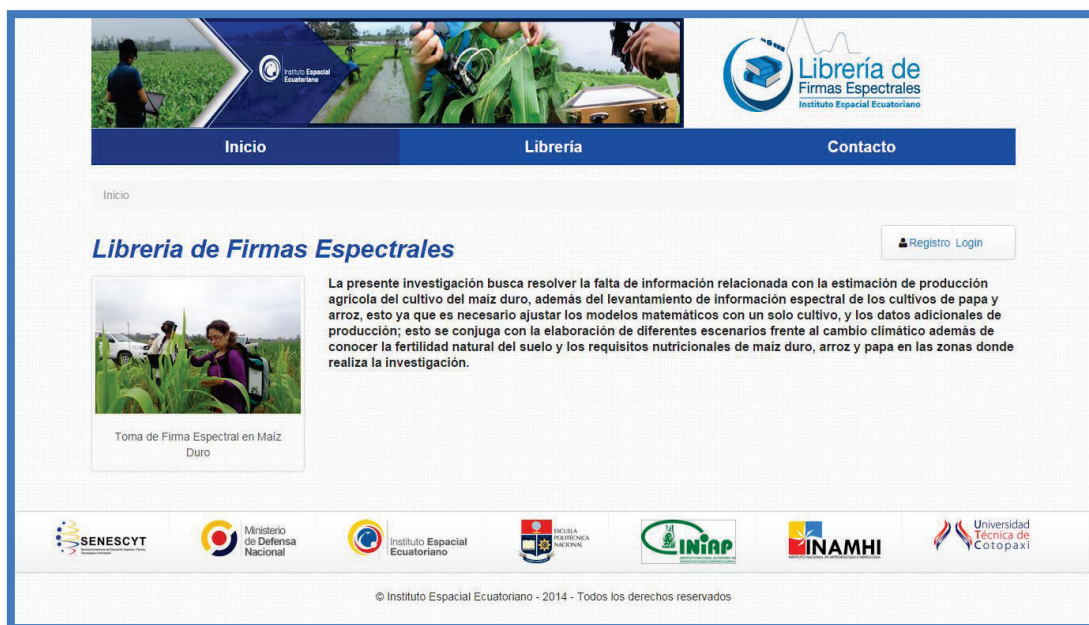 Instituto Espacial
Ecuatoriano
Librería de
Firmas Espectrales
Instituto Espacial Ecuatoriano
Inicio Librería Contacto
Inicio
Registro Login
Libreria de Firmas Espectrales
La presente investigación busca resolver la falta de información relacionada con la estimación de producción
agrícola del cultivo del maíz duro, además del levantamiento de información espectral de los cultivos de papa y
arroz, esto ya que es necesario ajustar los modelos matemáticos con un solo cultivo, y los datos adicionales de
producción; esto se conjuga con la elaboración de diferentes escenarios frente al cambio climático además de
conocer la fertilidad natural del suelo y los requisitos nutricionales de maíz duro, arroz y papa en las zonas donde
realiza la investigación.
Toma de Firma Espectral en Maíz
Duro
SENESCYT
Ministerio
de Defensa
Nacional
Instituto Espacial
Ecuatoriano
ESCUELA
POLITÉCNICA
NACIONAL
INIAP
INAMHI
Universidad
Técnica de
Cotopaxi
© Instituto Espacial Ecuatoriano - 2014 - Todos los derechos reservados